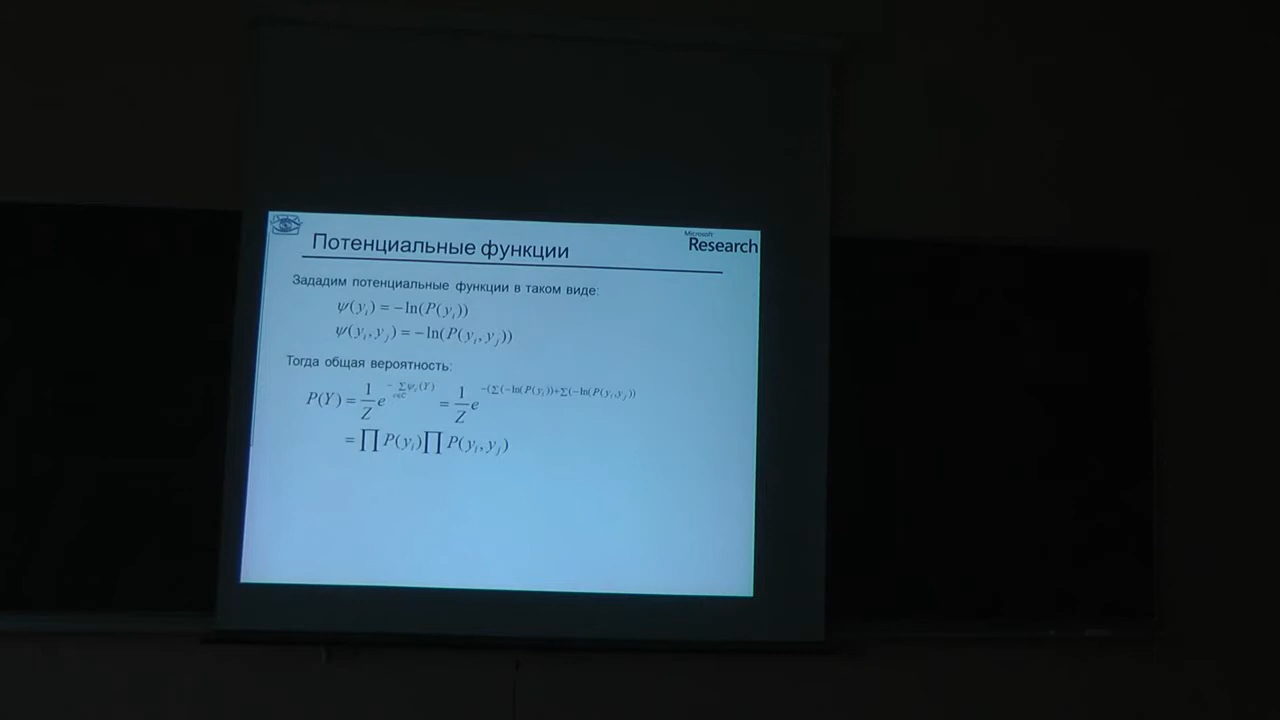 Потенциальные функции
Microsoft
Research
Зададим потенциальные функции в таком виде:
ψ(y_i) = −ln(P(y_i))
ψ(y_i, y_j) = −ln(P(y_i, y_j))
Тогда общая вероятность:
P(Y) = 1/Z e^{−∑_{c∈C} ψ_c(Y)} = 1/Z e^{−(∑(−ln(P(y_i))+∑(−ln(P(y_i,y_j))}
= ∏ P(y_i) ∏ P(y_i, y_j)